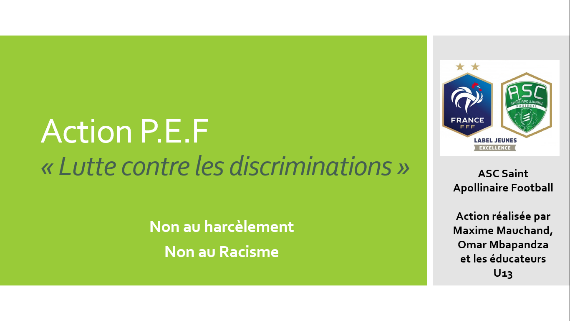 Action P.E.F
« Lutte contre les discriminations »
Non au harcèlement
Non au Racisme
FRANCE
FFF
ASC
LABEL JEUNES
EXCELLENCE
ASC Saint
Apollinaire Football
Action réalisée par
Maxime Mauchand,
Omar Mbapandza
et les éducateurs
U13